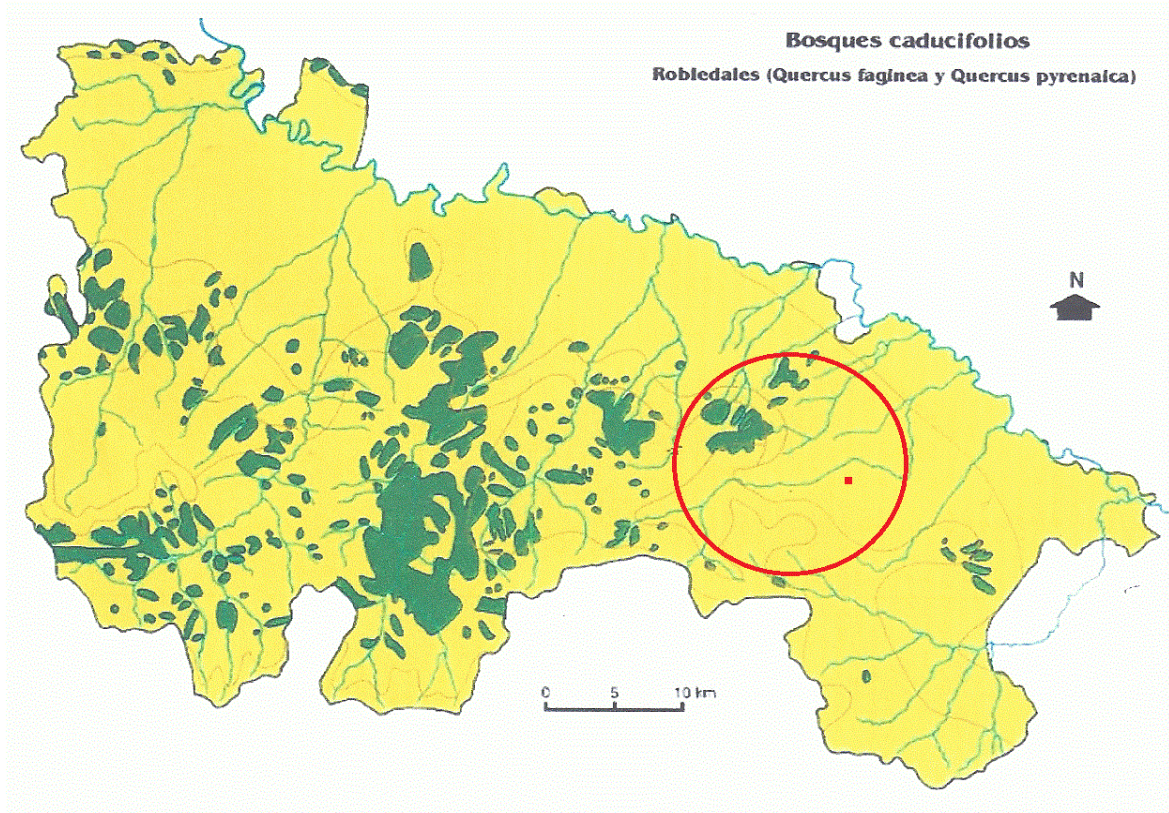 Bosques caducifolios
Robledales (Quercus faginea y Quercus pyrenaica)
N
0 5 10 km